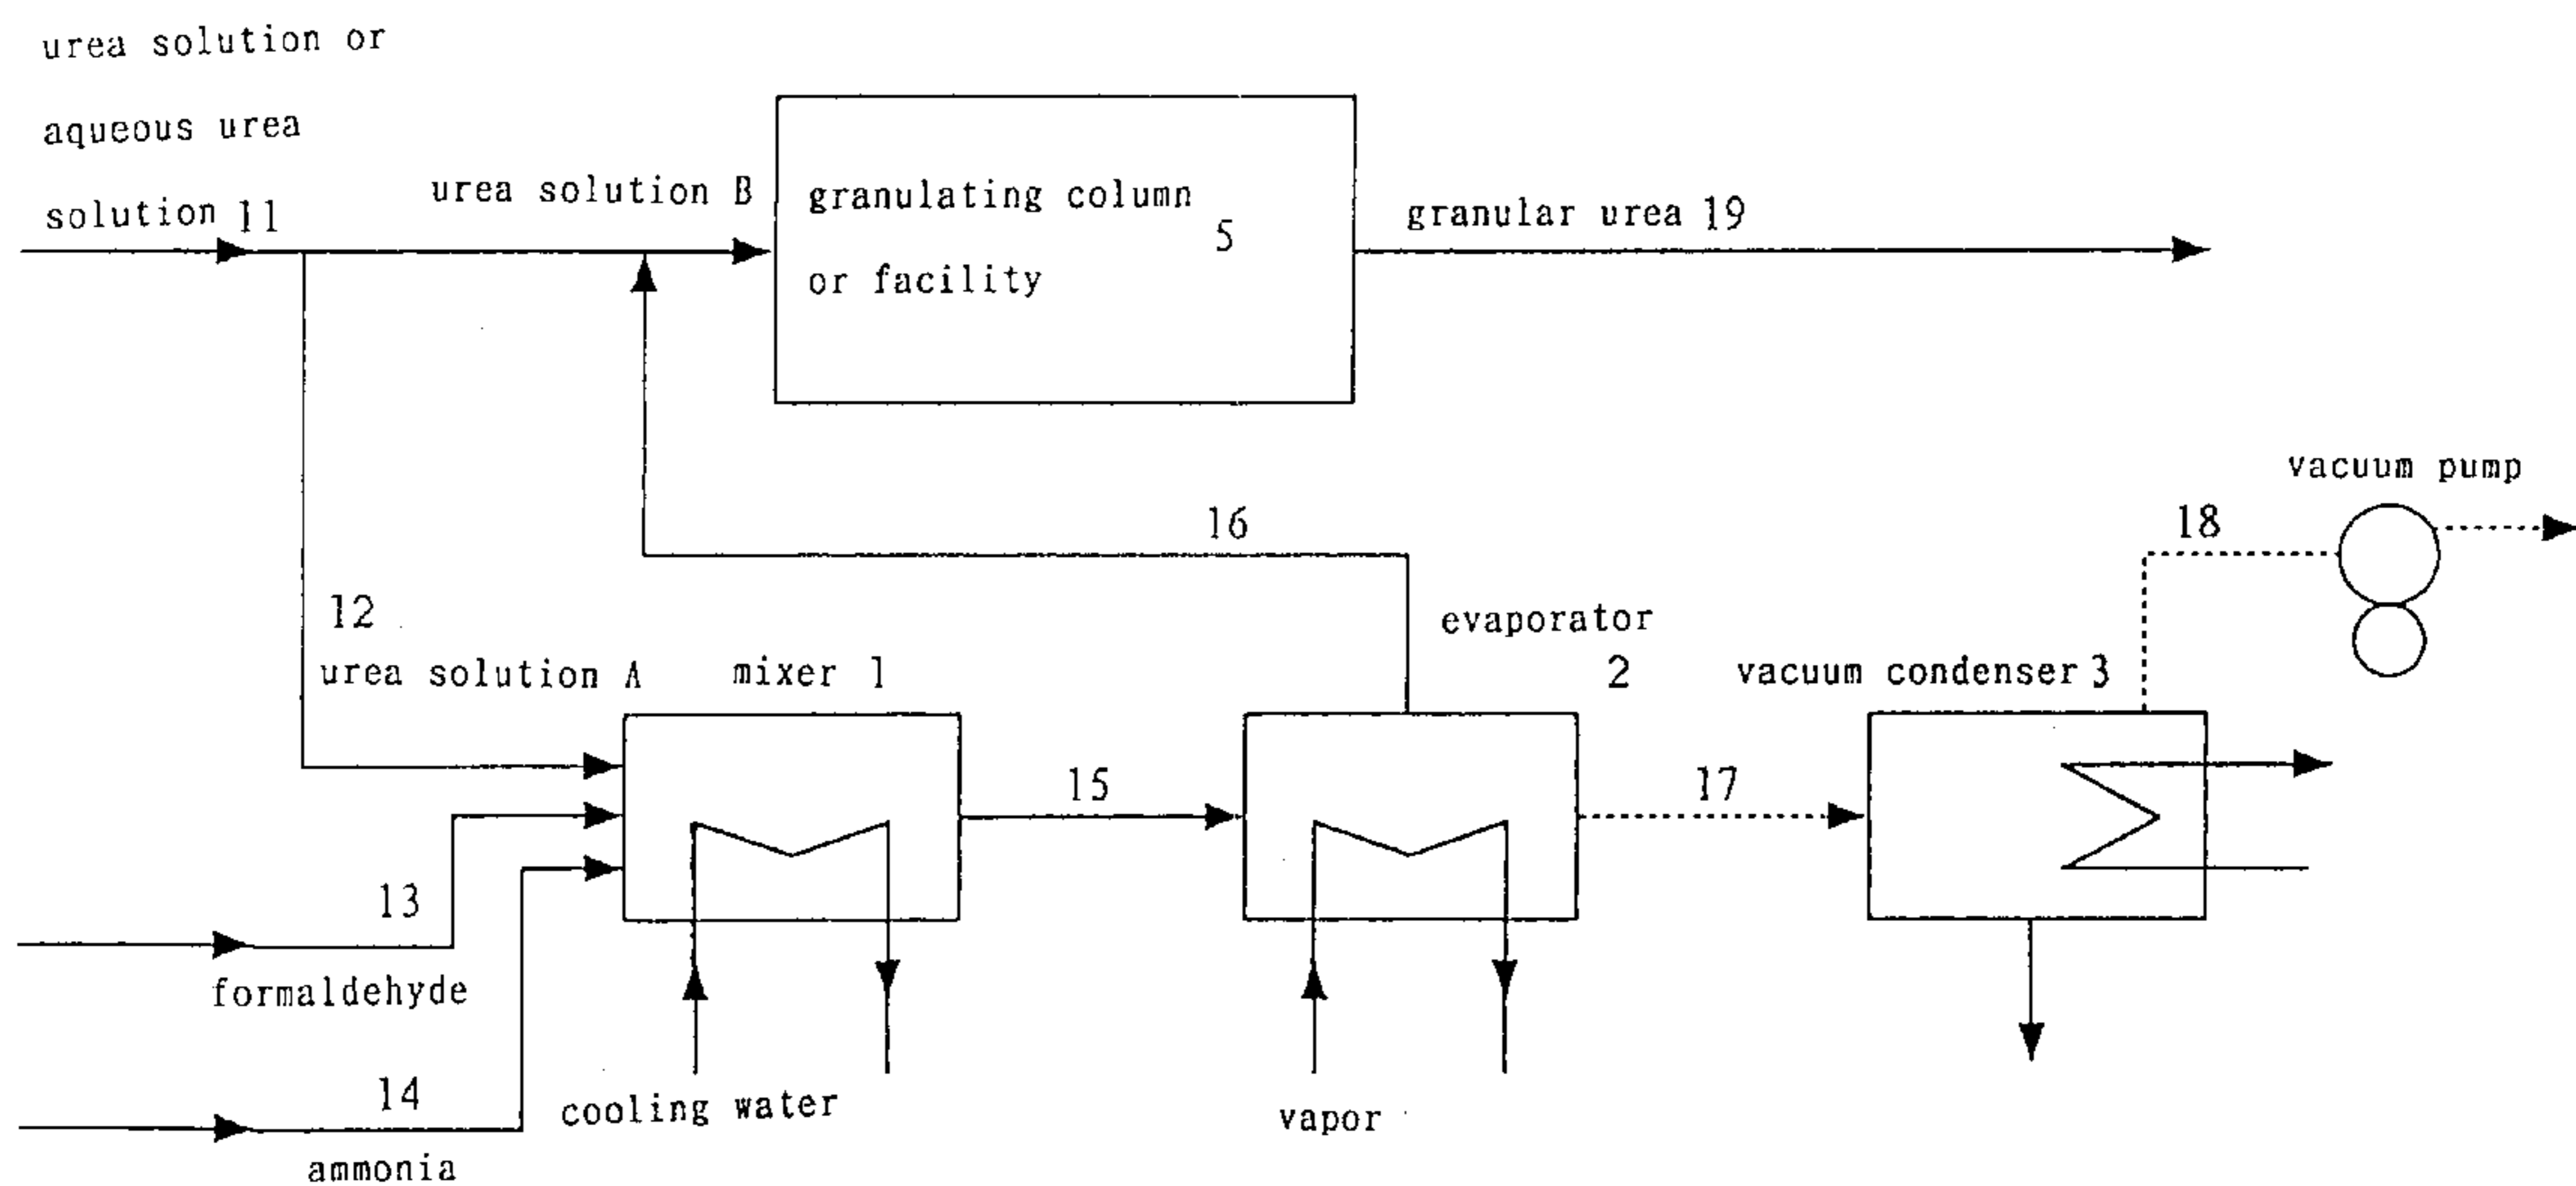 urea solution or
aqueous urea
solution 11
urea solution B
granulating column
5
or facility
granular urea 19
vacuum pump
16
18
12
evaporator
2
urea solution A
mixer 1
vacuum condenser 3
15
17
13
formaldehyde
14
cooling water
vapor
ammonia